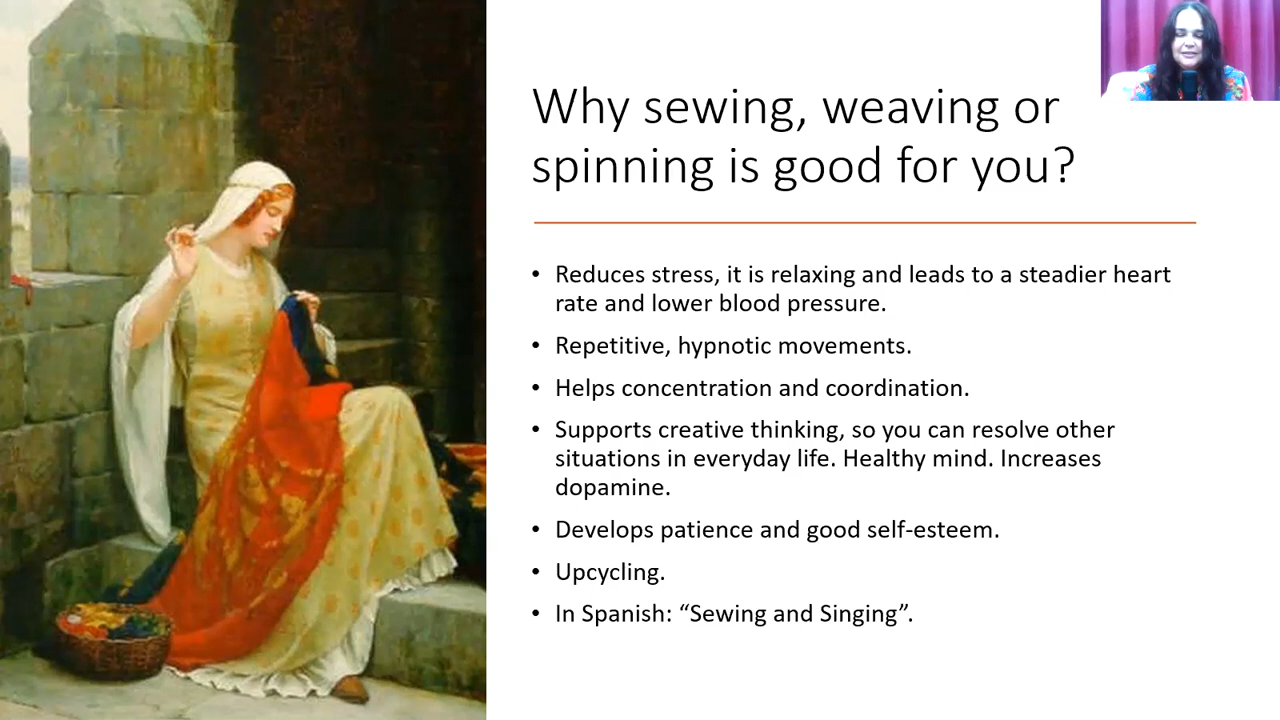 Why sewing, weaving or
spinning is good for you?
• Reduces stress, it is relaxing and leads to a steadier heart
rate and lower blood pressure.
• Repetitive, hypnotic movements.
• Helps concentration and coordination.
• Supports creative thinking, so you can resolve other
situations in everyday life. Healthy mind. Increases
dopamine.
• Develops patience and good self-esteem.
• Upcycling.
• In Spanish: “Sewing and Singing”.